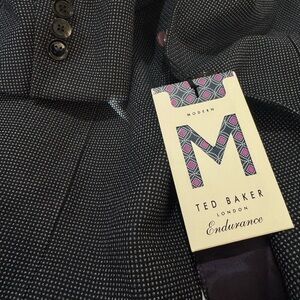 MODERN
M
TED BAKER
LONDON
Endurance